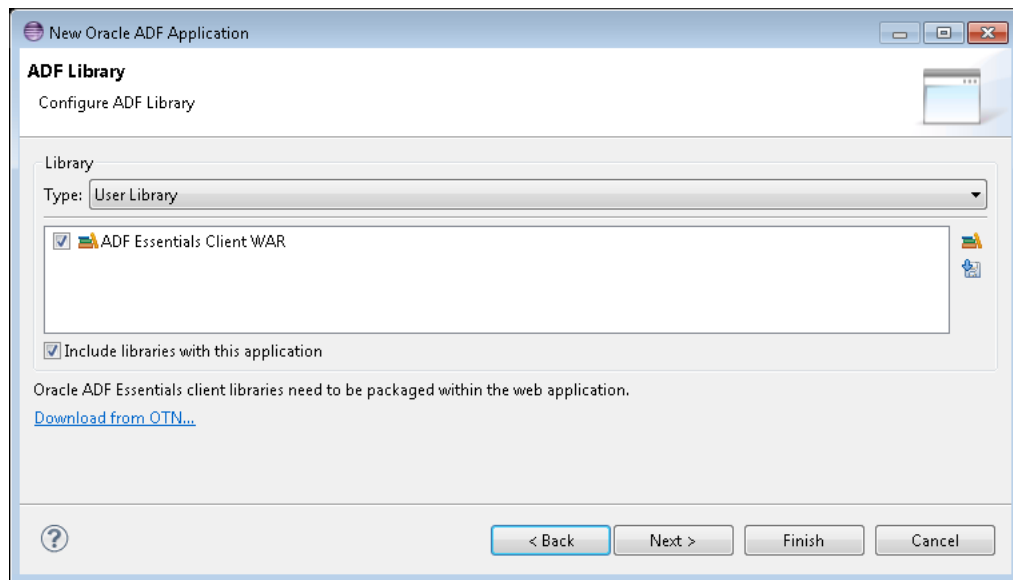 New Oracle ADF Application
ADF Library
Configure ADF Library
Library
Type: User Library
ADF Essentials Client WAR
Include libraries with this application
Oracle ADF Essentials client libraries need to be packaged within the web application.
Download from OTN...
? < Back Next > Finish Cancel